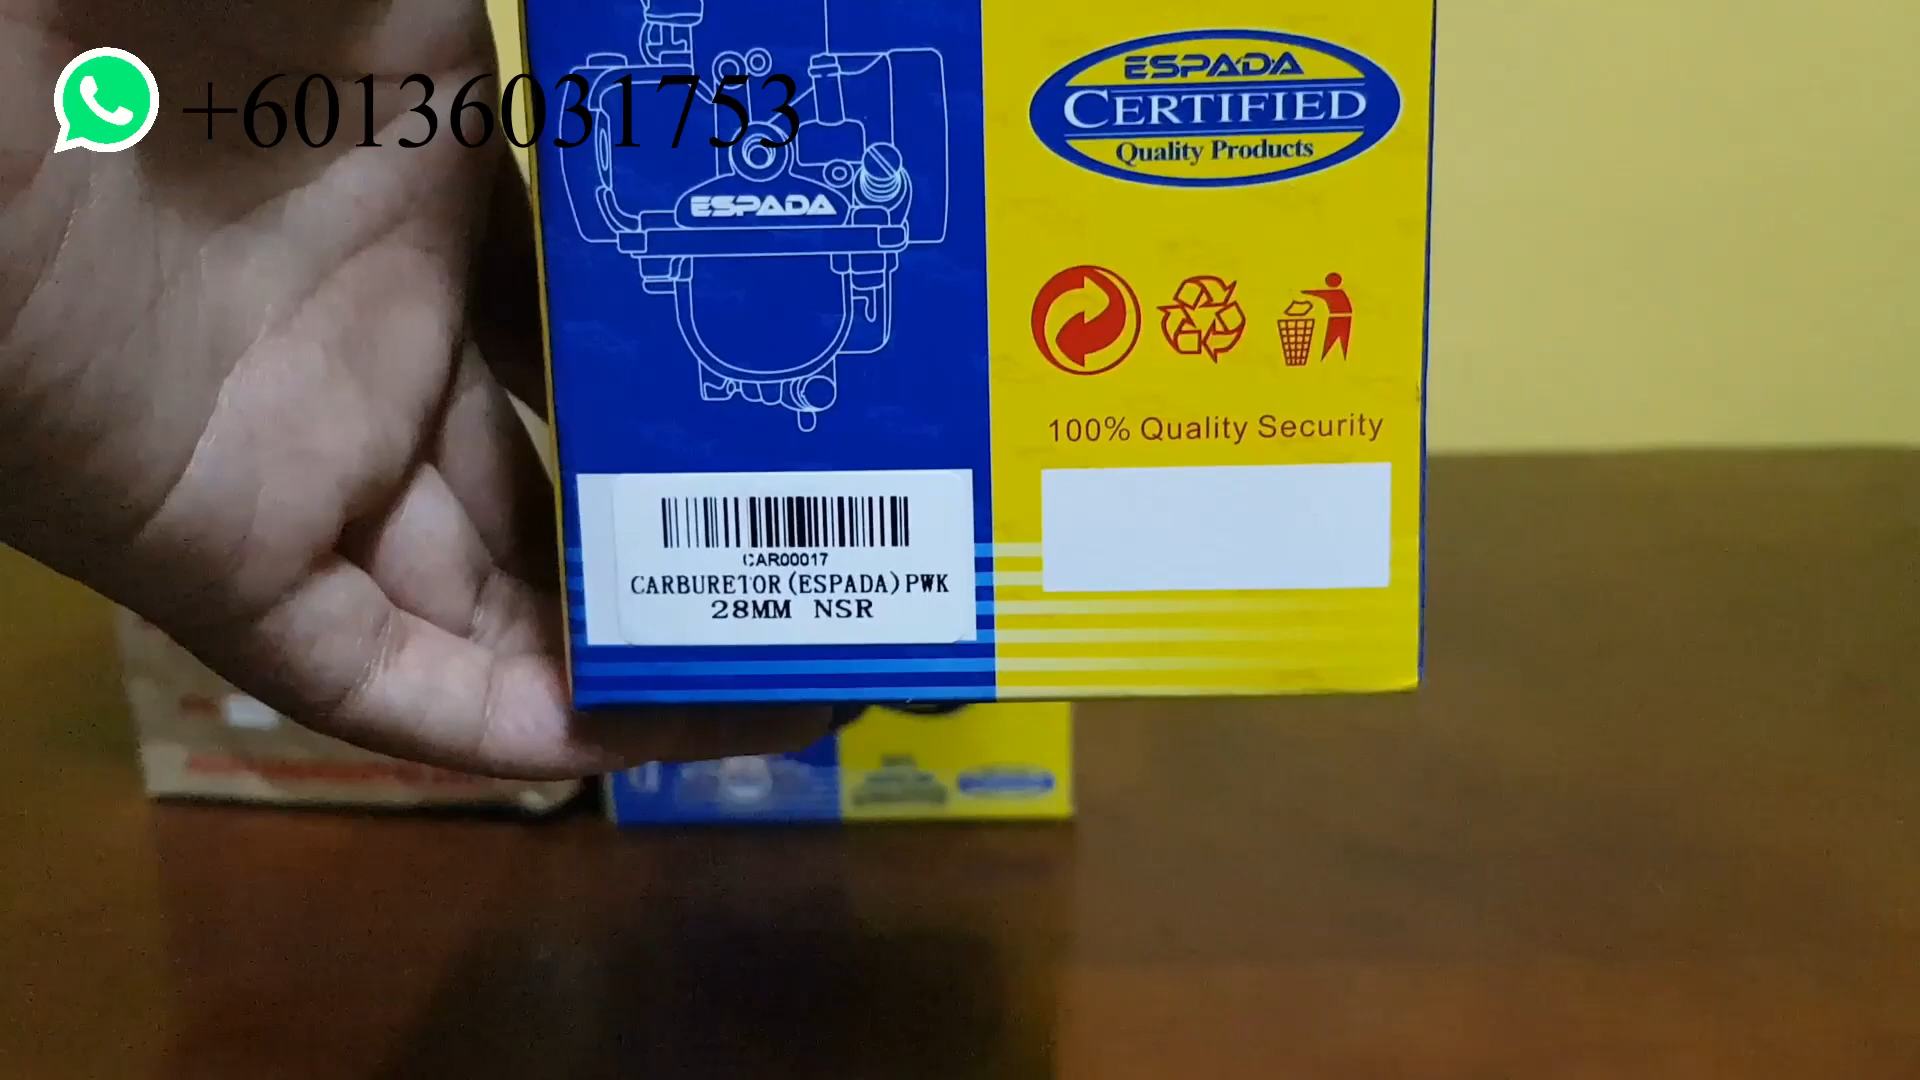 +60136031753
ESPADA
CERTIFIED
Quality Products
ESPADA
100% Quality Security
CAR00017
CARBURETOR(ESPADA)PWK
28MM NSR